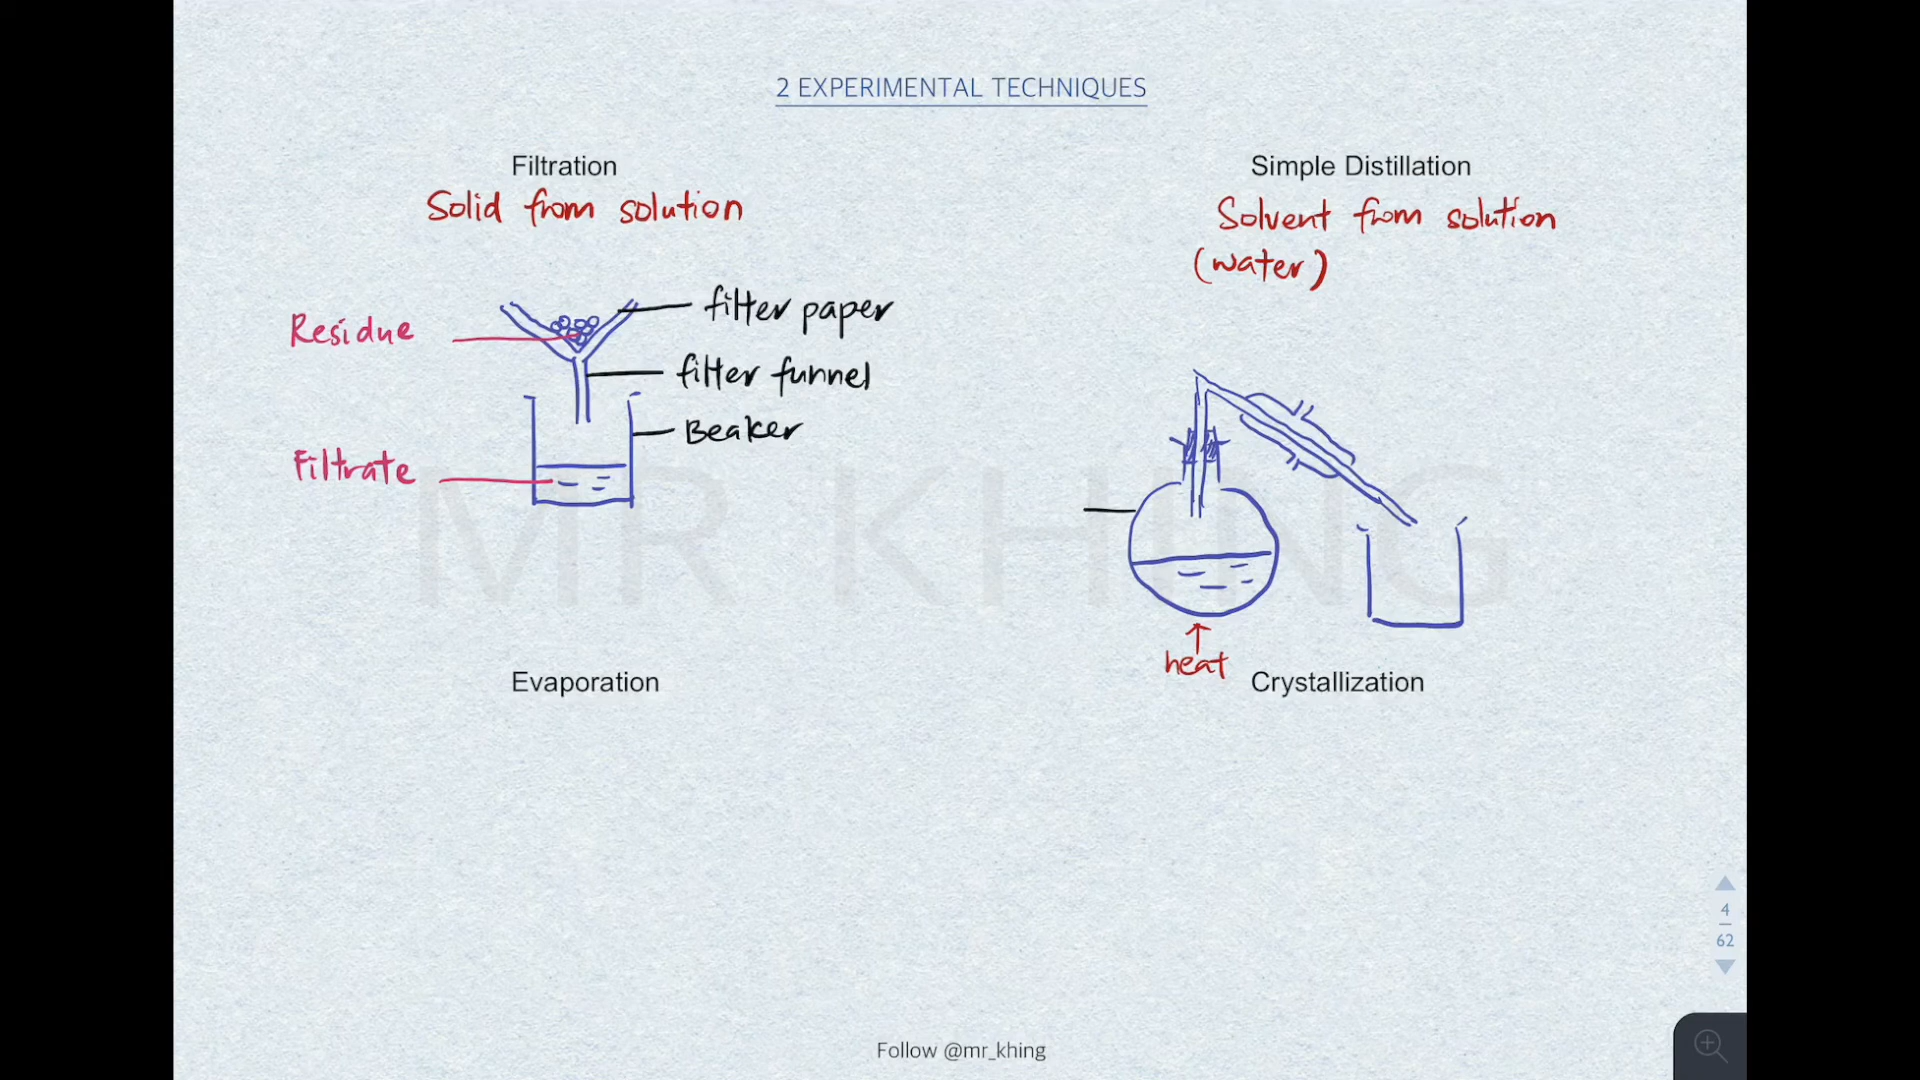 2 EXPERIMENTAL TECHNIQUES
Filtration
Solid from solution
Residue
filter paper
filter funnel
Beaker
Filtrate
Simple Distillation
Solvent from solution
(water)
heat
MR KHING
Evaporation
Crystallization
4
62
Follow @mr_khing